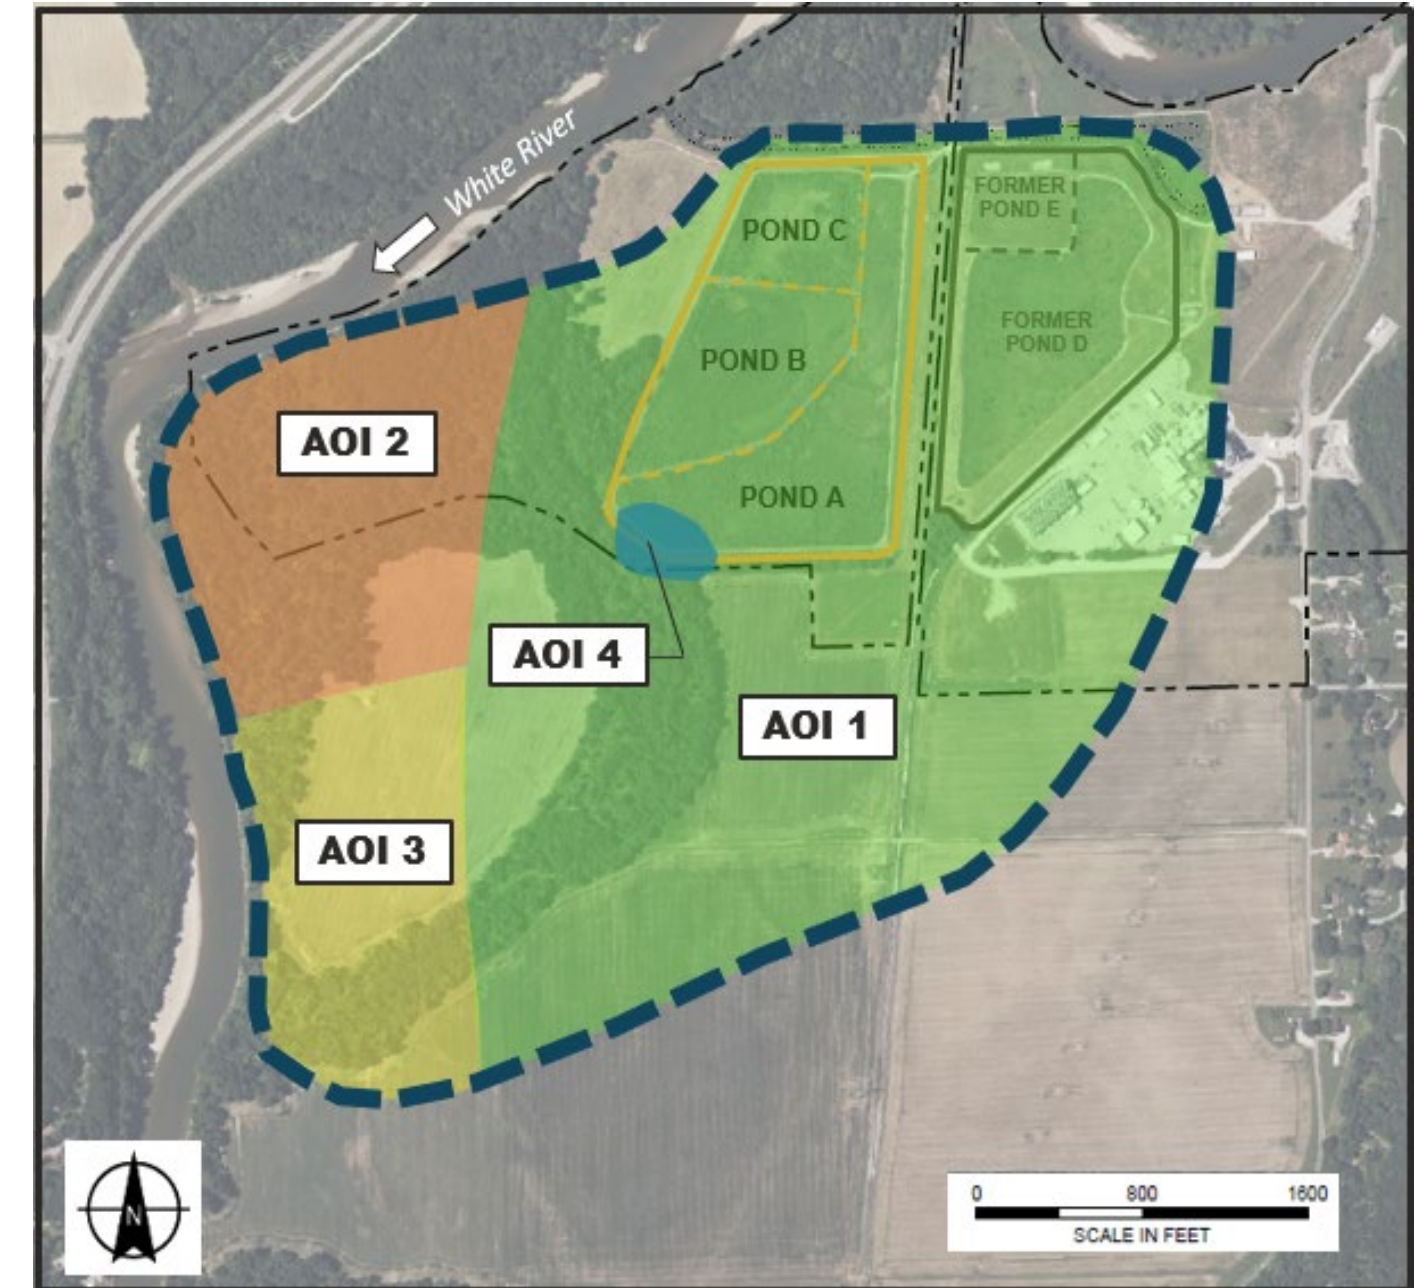 White River
POND C
FORMER
POND E
FORMER
POND D
POND B
AOI 2
POND A
AOI 4
AOI 1
AOI 3
N
0 800 1600
SCALE IN FEET